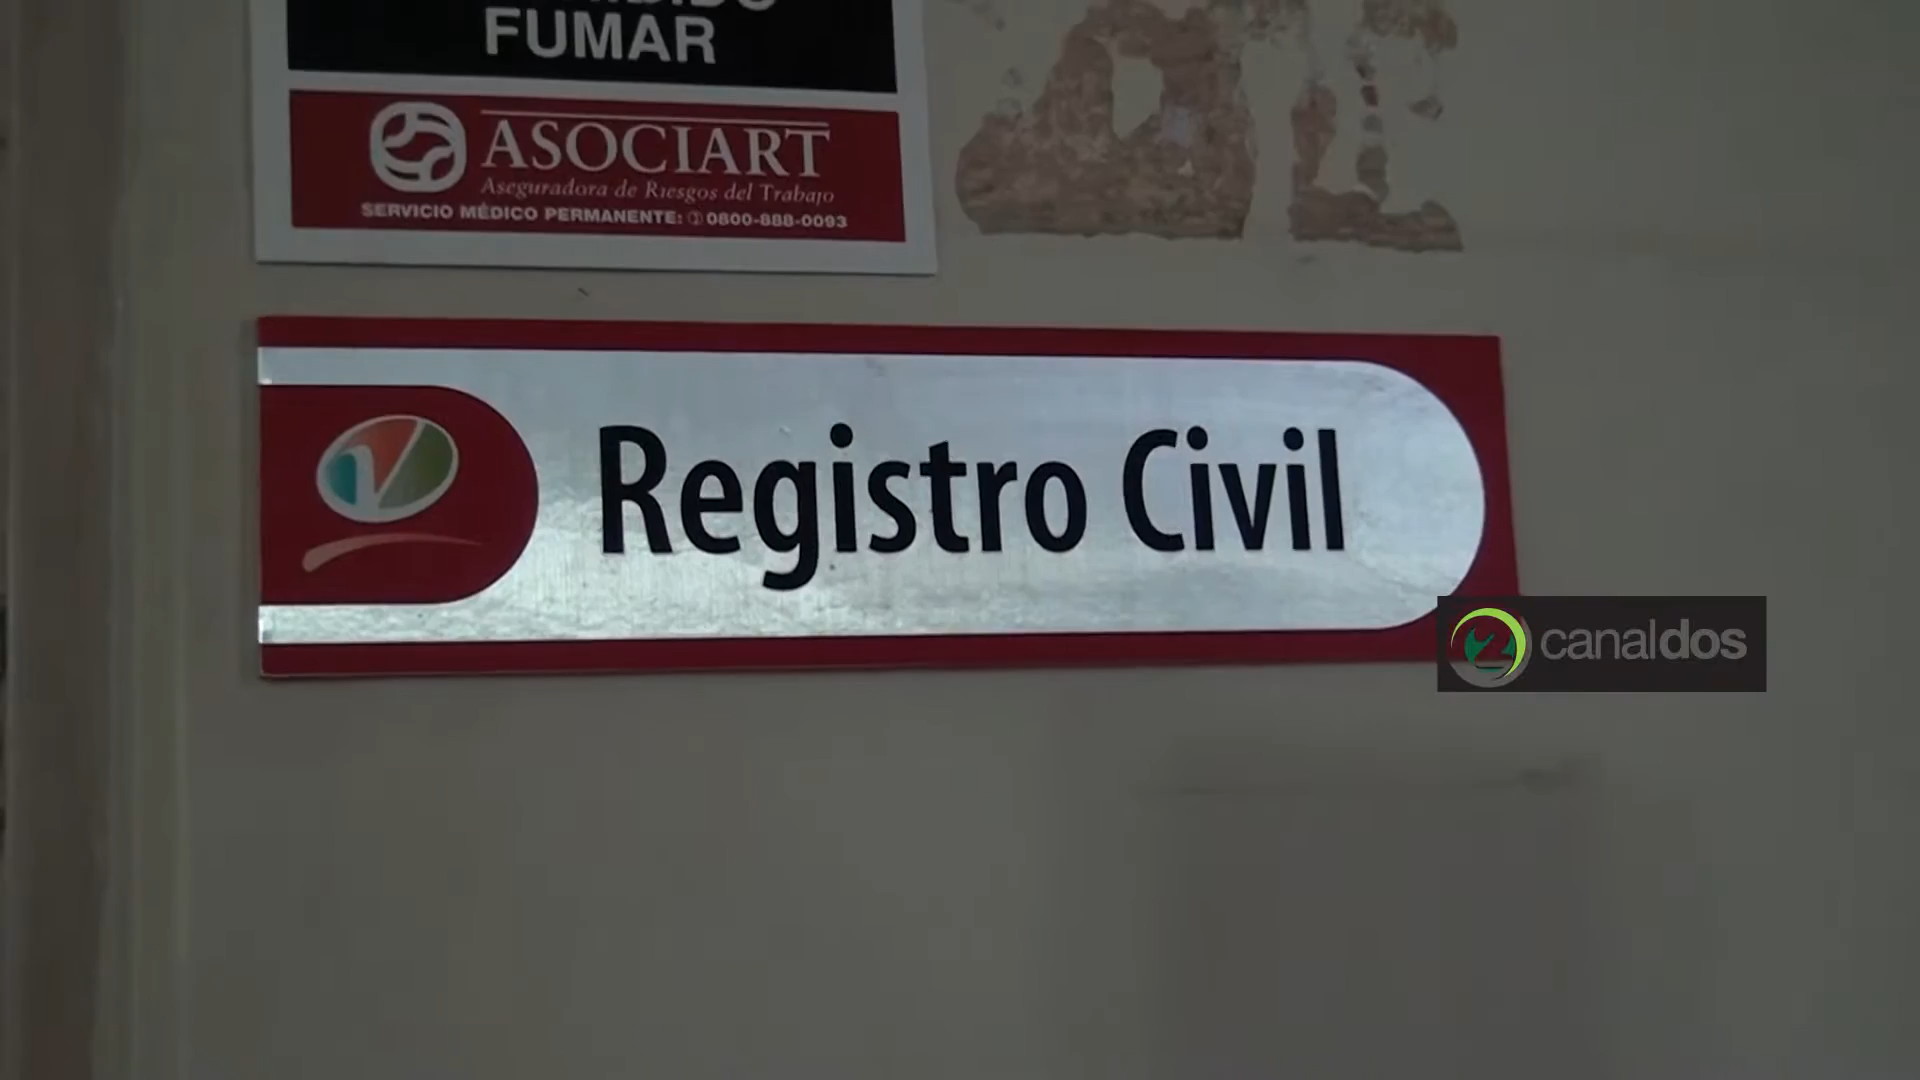 FUMAR
ASOCIART
Aseguradora de Riesgos del Trabajo
SERVICIO MÉDICO PERMANENTE: 0800-888-0093
Registro Civil
canaldos